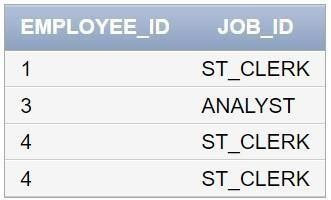 EMPLOYEE_ID JOB_ID
1 ST_CLERK
3 ANALYST
4 ST_CLERK
4 ST_CLERK